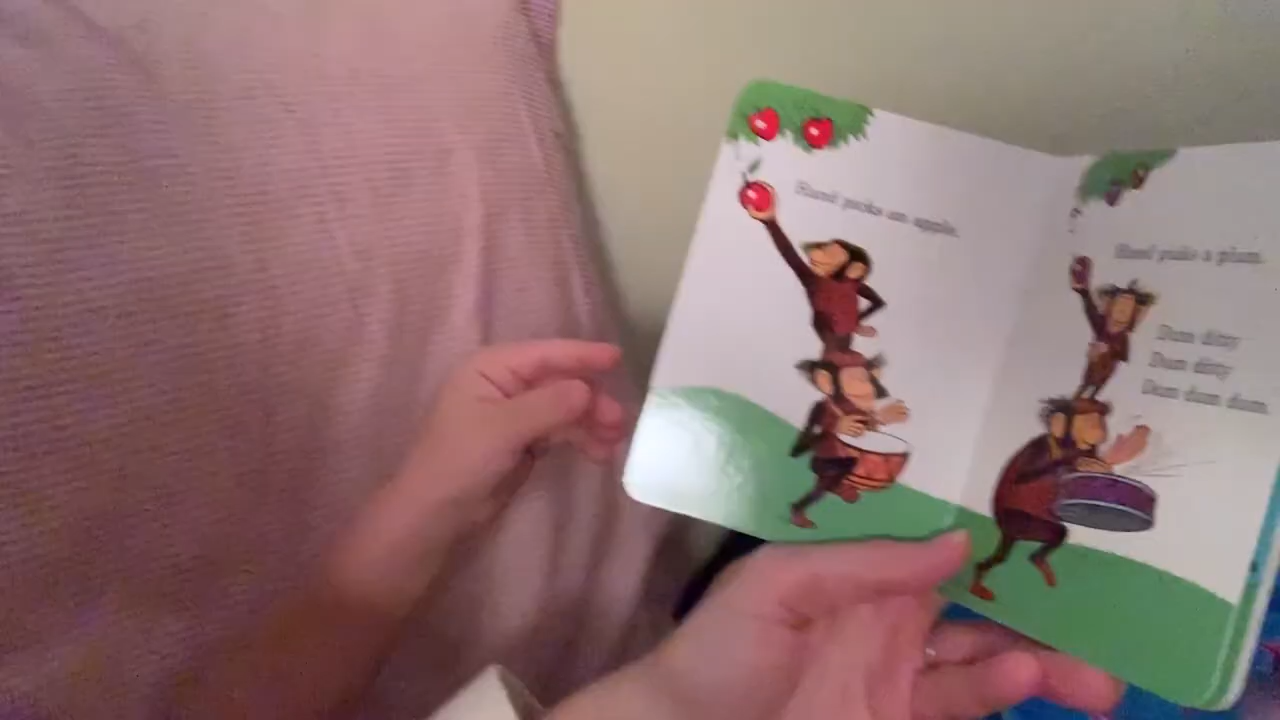 Hand picks an apple.
Hand picks a plum.
Dum ditty
Dum ditty
Dum dum dum.